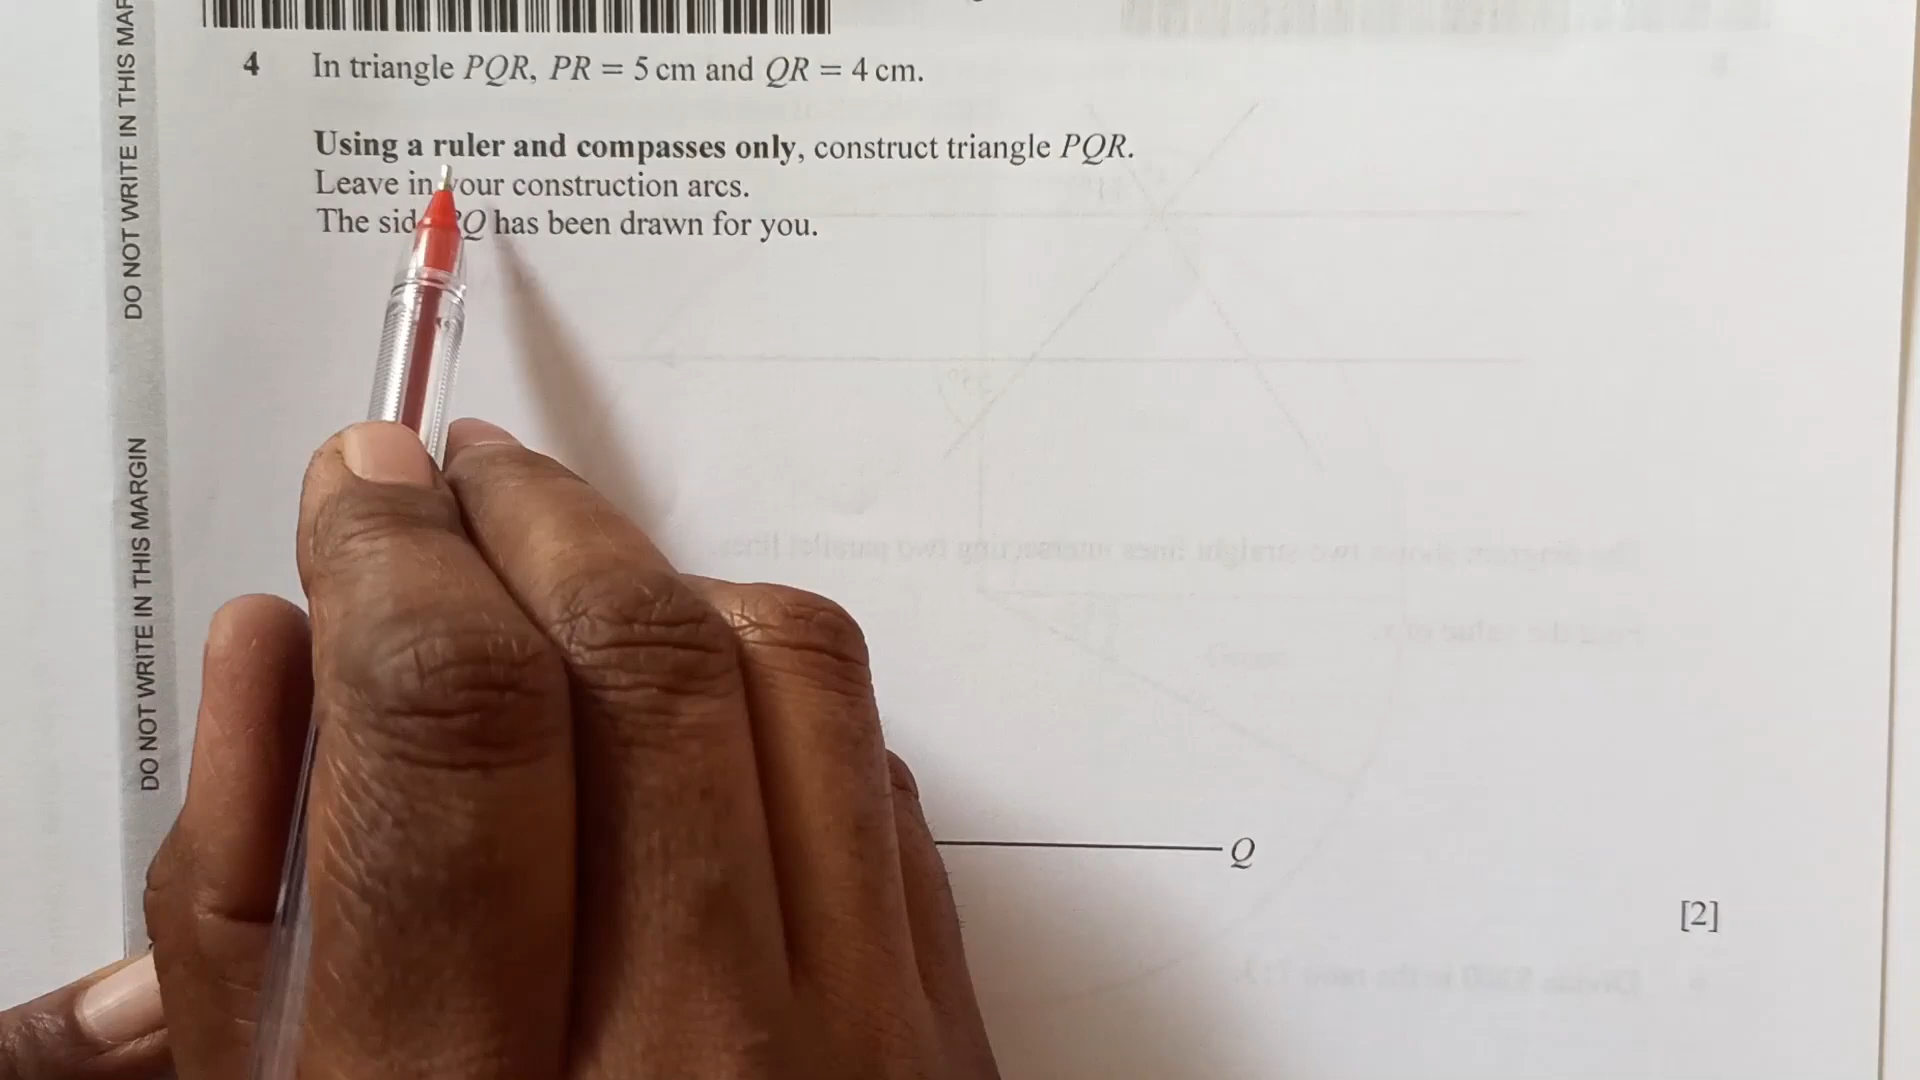 4 In triangle PQR, PR = 5 cm and QR = 4 cm.
Using a ruler and compasses only, construct triangle PQR.
Leave in your construction arcs.
The Q has been drawn for you.
Q
[2]
DO NOT WRITE IN THIS
DO NOT WRITE IN THIS MARGIN